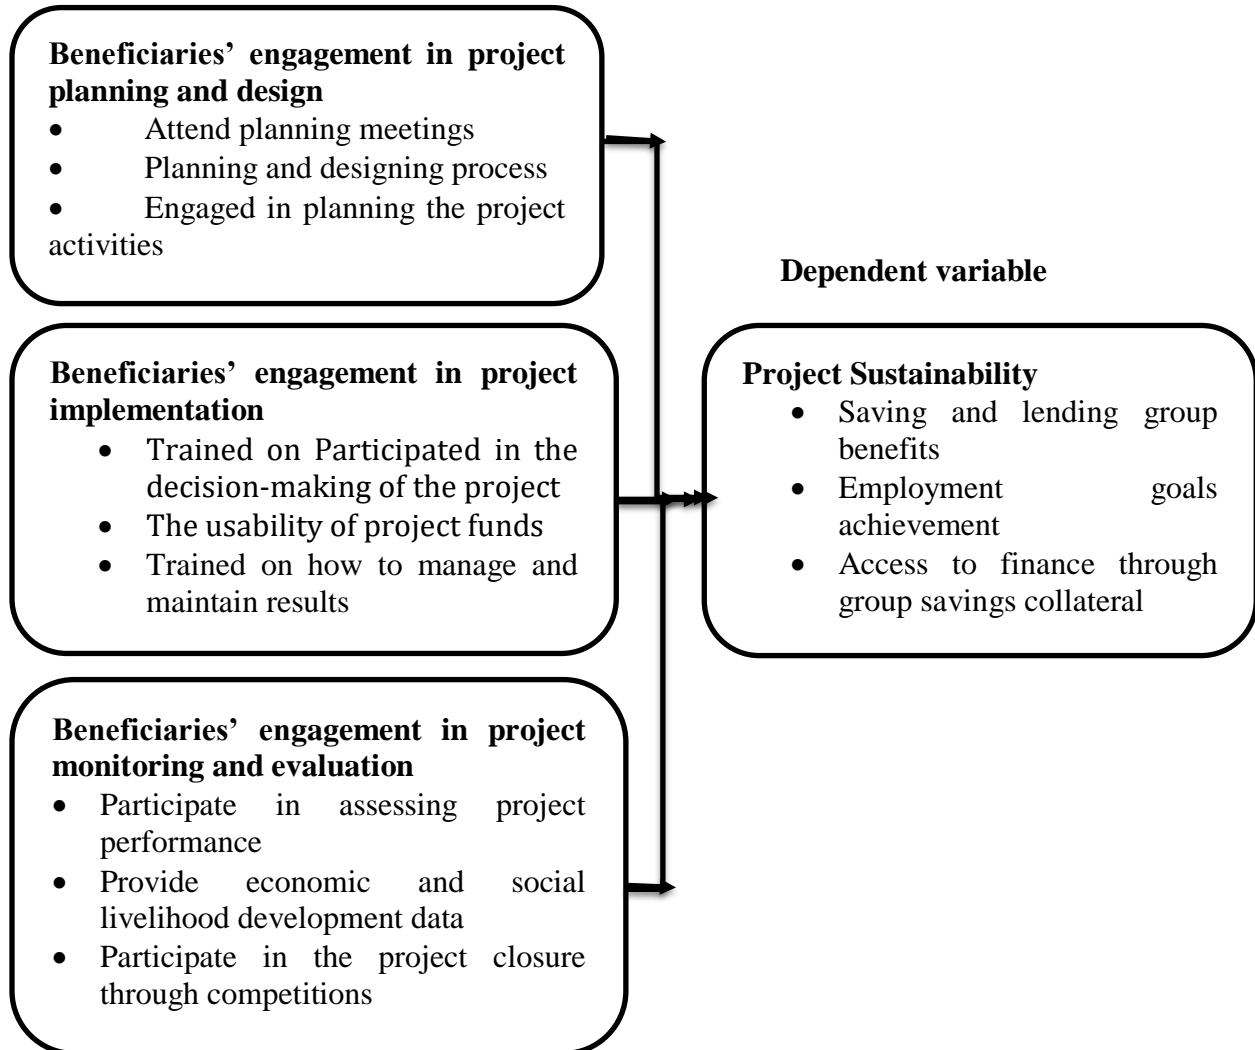 Beneficiaries’ engagement in project
planning and design
• Attend planning meetings
• Planning and designing process
• Engaged in planning the project
activities
Dependent variable
Beneficiaries’ engagement in project
implementation
• Trained on Participated in the
decision-making of the project
• The usability of project funds
• Trained on how to manage and
maintain results
Project Sustainability
• Saving and lending group
benefits
• Employment goals
achievement
• Access to finance through
group savings collateral
Beneficiaries’ engagement in project
monitoring and evaluation
• Participate in assessing project
performance
• Provide economic and social
livelihood development data
• Participate in the project closure
through competitions